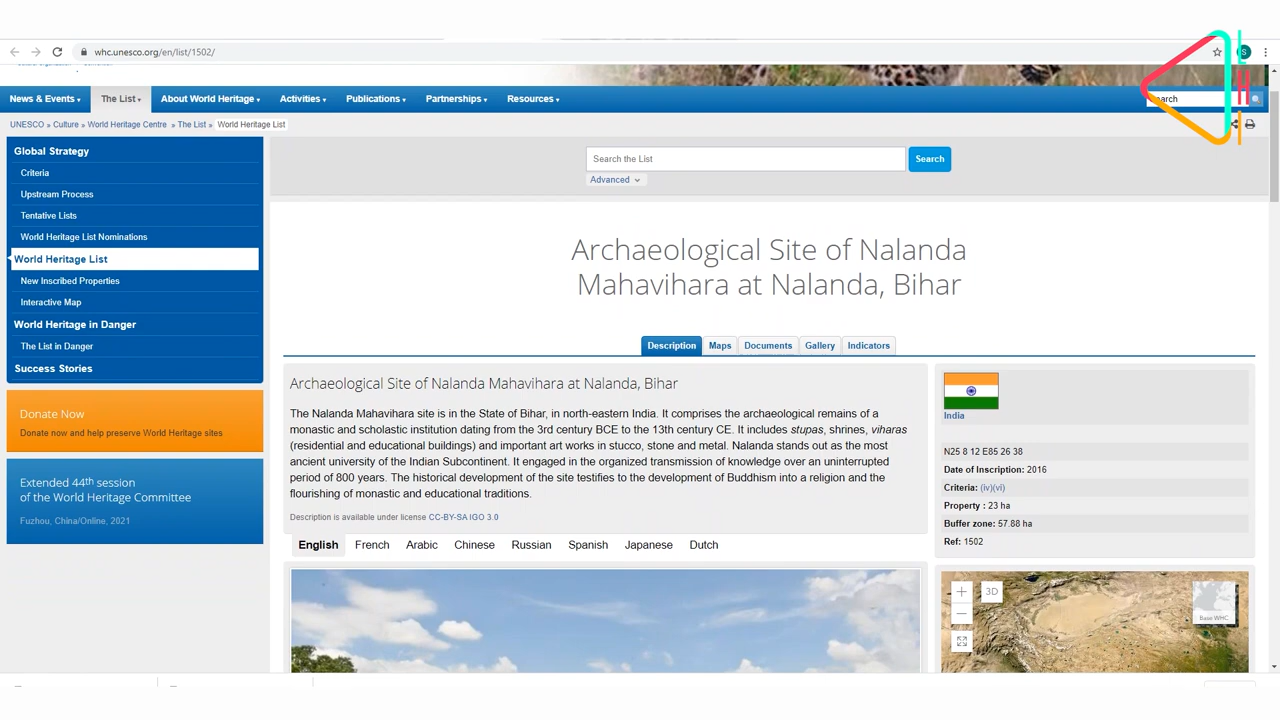 whc.unesco.org/en/list/1502/
S
News & Events
The List
About World Heritage
Activities
Publications
Partnerships
Resources
UNESCO » Culture » World Heritage Centre » The List » World Heritage List
Global Strategy
Criteria
Upstream Process
Tentative Lists
World Heritage List Nominations
World Heritage List
New Inscribed Properties
Interactive Map
World Heritage in Danger
The List in Danger
Success Stories
Donate Now
Donate now and help preserve World Heritage sites
Extended 44th session
of the World Heritage Committee
Fuzhou, China/Online, 2021
Search the List
Search
Advanced
Archaeological Site of Nalanda
Mahavihara at Nalanda, Bihar
Description
Maps
Documents
Gallery
Indicators
Archaeological Site of Nalanda Mahavihara at Nalanda, Bihar
The Nalanda Mahavihara site is in the State of Bihar, in north-eastern India. It comprises the archaeological remains of a
monastic and scholastic institution dating from the 3rd century BCE to the 13th century CE. It includes stupas, shrines, viharas
(residential and educational buildings) and important art works in stucco, stone and metal. Nalanda stands out as the most
ancient university of the Indian Subcontinent. It engaged in the organized transmission of knowledge over an uninterrupted
period of 800 years. The historical development of the site testifies to the development of Buddhism into a religion and the
flourishing of monastic and educational traditions.
Description is available under license CC-BY-SA IGO 3.0
English French Arabic Chinese Russian Spanish Japanese Dutch
India
N25 8 12 E85 26 38
Date of Inscription: 2016
Criteria: (iv)(vi)
Property : 23 ha
Buffer zone: 57.88 ha
Ref: 1502
+
3D
−
Base WHC